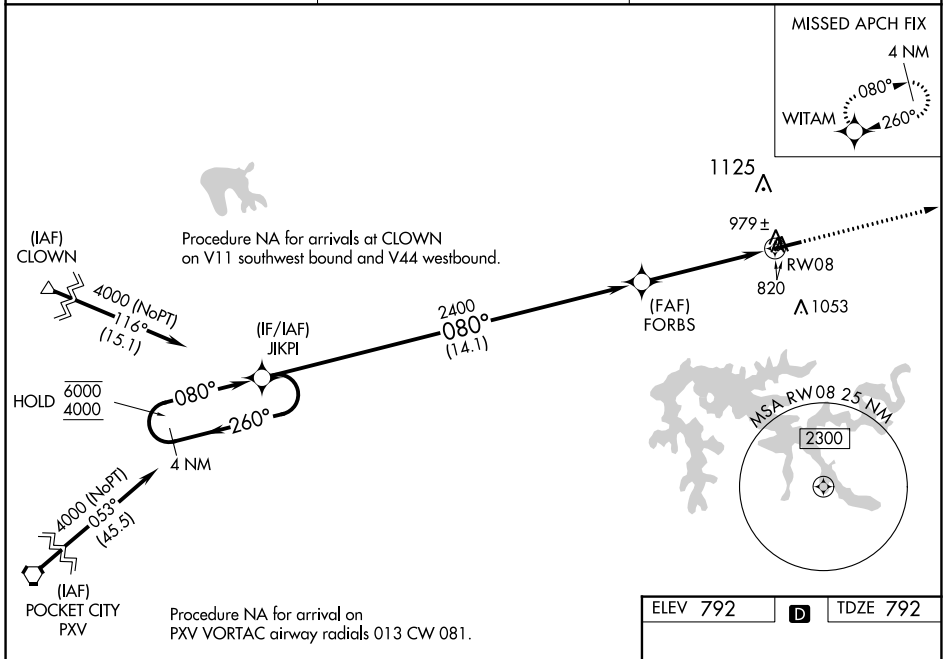 MISSED APCH FIX
4 NM
080°
260°
WITAM
1125
979 ±
RW08
820
1053
Procedure NA for arrivals at CLOWN
on V11 southwest bound and V44 westbound.
(IAF)
CLOWN
4000 (NoPT)
116°
(15.1)
(IF/IAF)
JIKPI
2400
080°
(14.1)
(FAF)
FORBS
HOLD
6000
4000
080°
260°
4 NM
4000 (NoPT)
053°
(45.5)
(IAF)
POCKET CITY
PXV
MSA RW08 25 NM
2300
Procedure NA for arrival on
PXV VORTAC airway radials 013 CW 081.
ELEV 792
D
TDZE 792